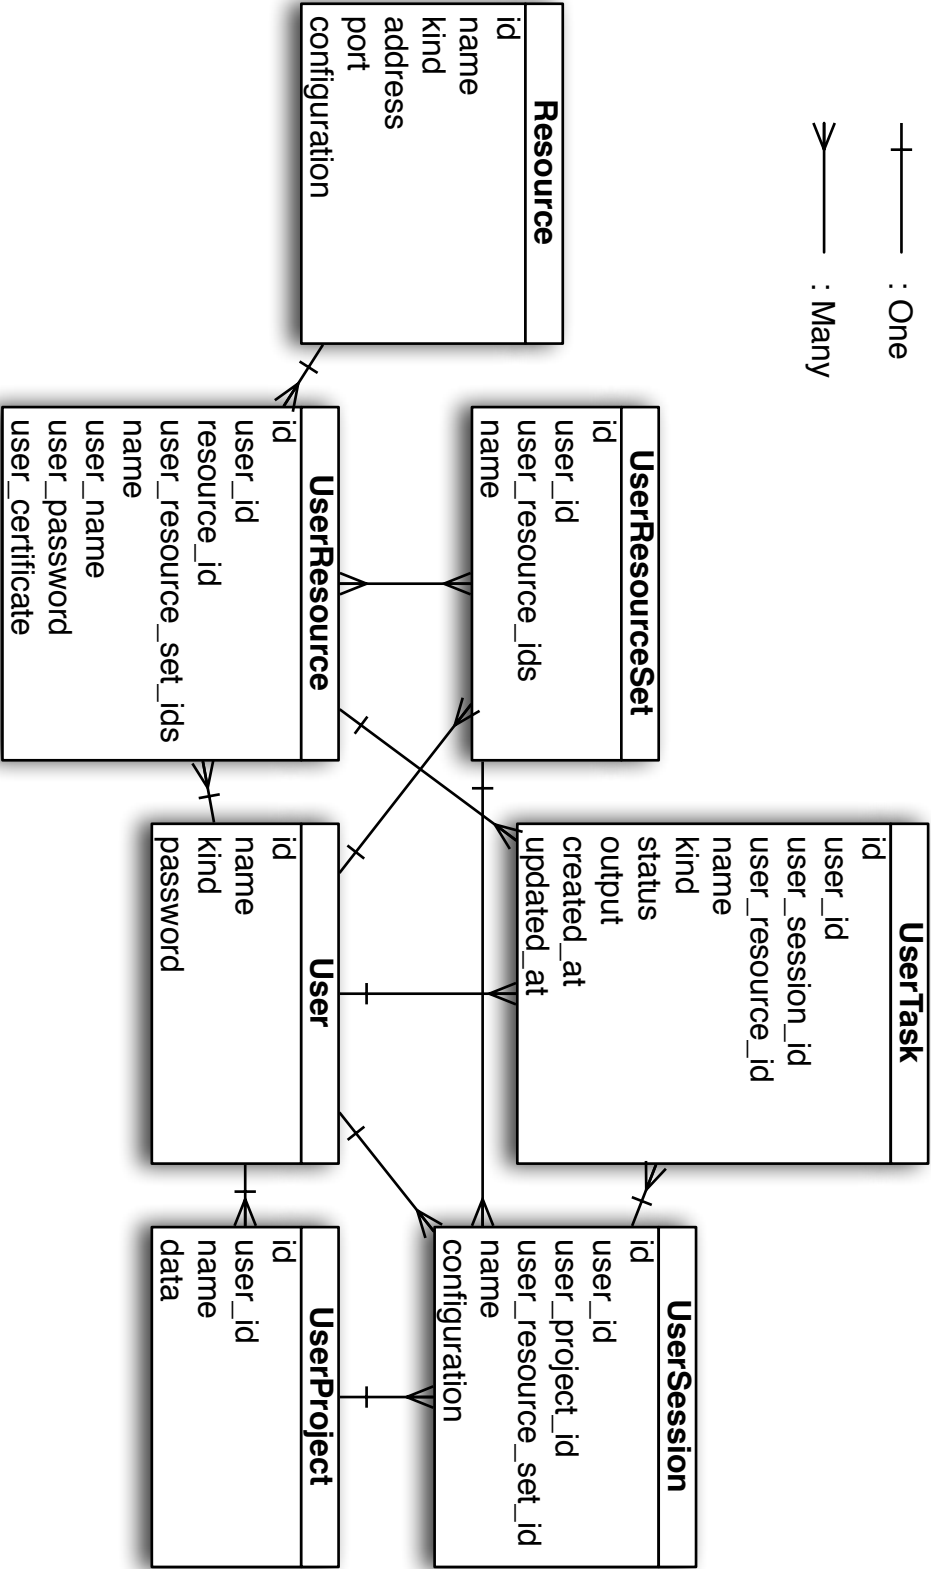 : One
: Many
Resource
id
name
kind
address
port
configuration
UserResourceSet
id
user_id
user_resource_ids
name
UserResource
id
user_id
resource_id
user_resource_set_ids
name
user_name
user_password
user_certificate
UserTask
id
user_id
user_session_id
user_resource_id
name
kind
status
output
created_at
updated_at
User
id
name
kind
password
UserSession
id
user_id
user_project_id
user_resource_set_id
name
configuration
UserProject
id
user_id
name
data